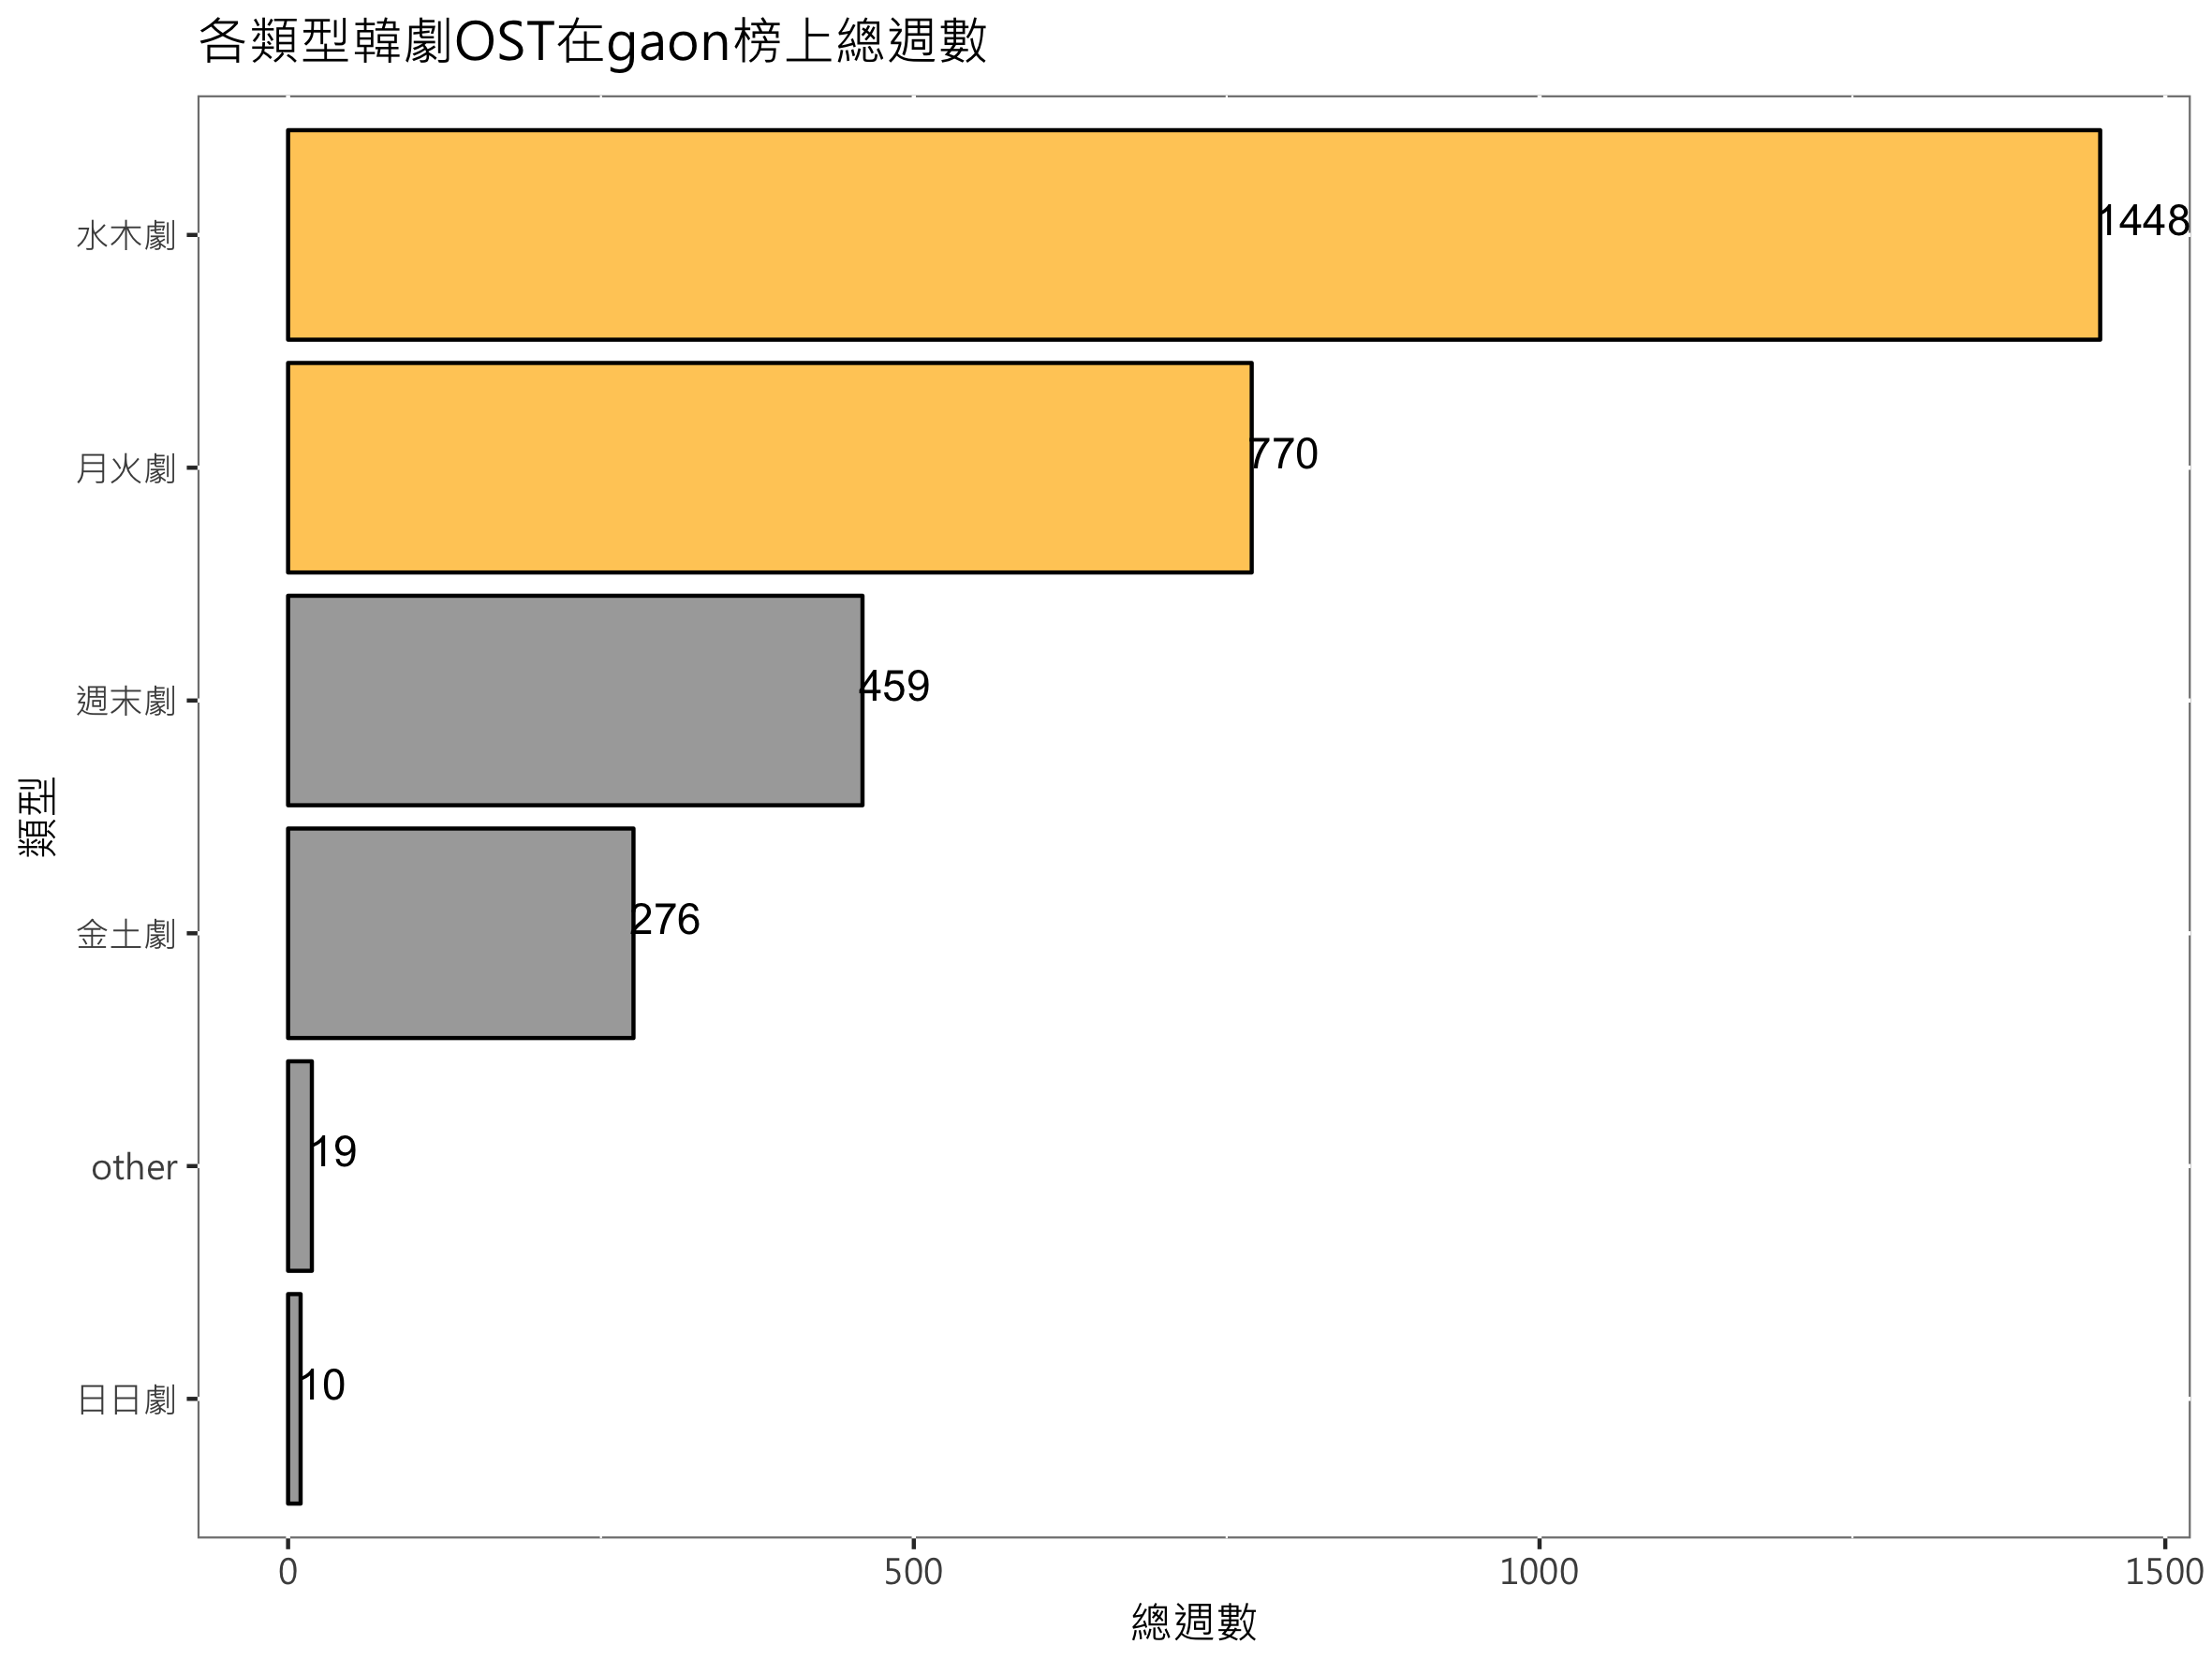 各類型韓劇OST在gaon榜上總週數
水木劇
1448
月火劇
770
週末劇
459
金土劇
276
other
19
日日劇
10
類型
0
500
1000
1500
總週數